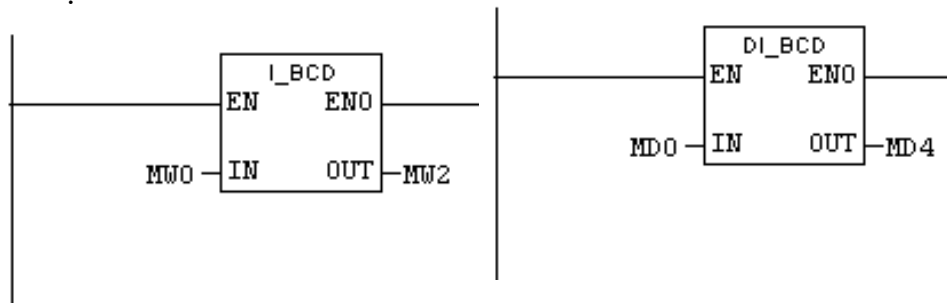 I_BCD
EN ENO
MW0 IN OUT MW2
DI_BCD
EN ENO
MD0 IN OUT MD4